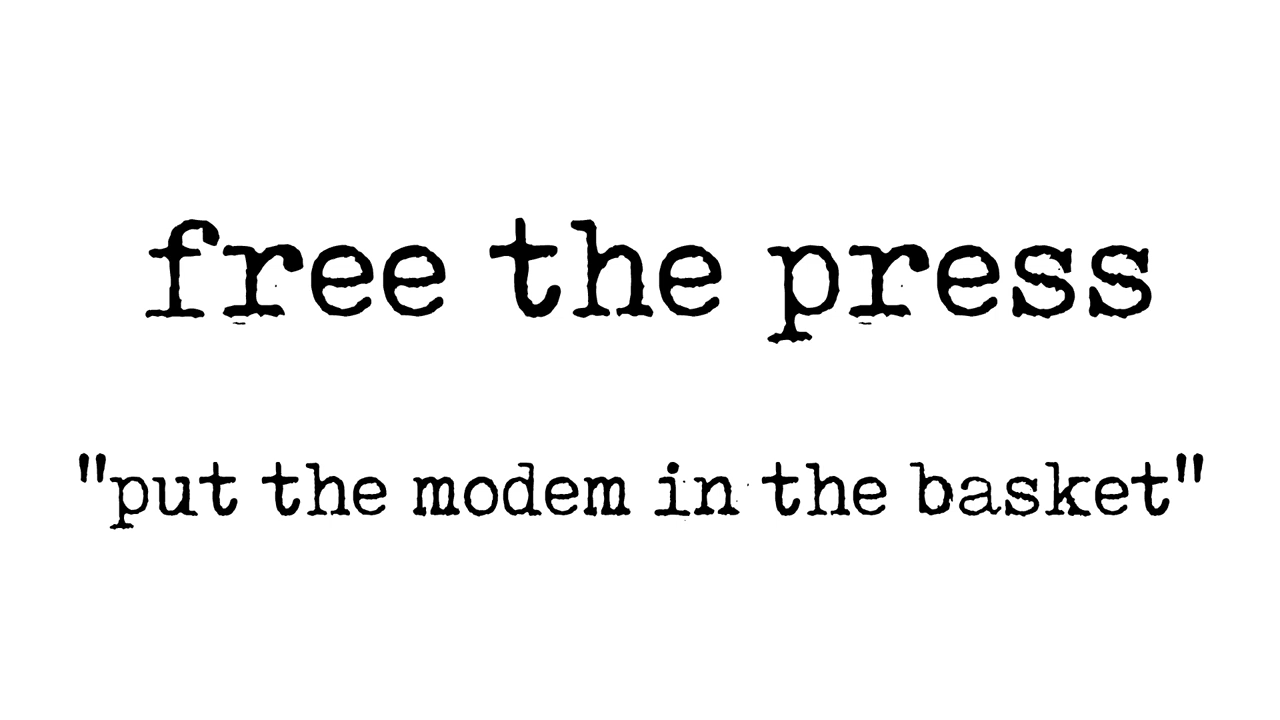 free the press
"put the modem in the basket"